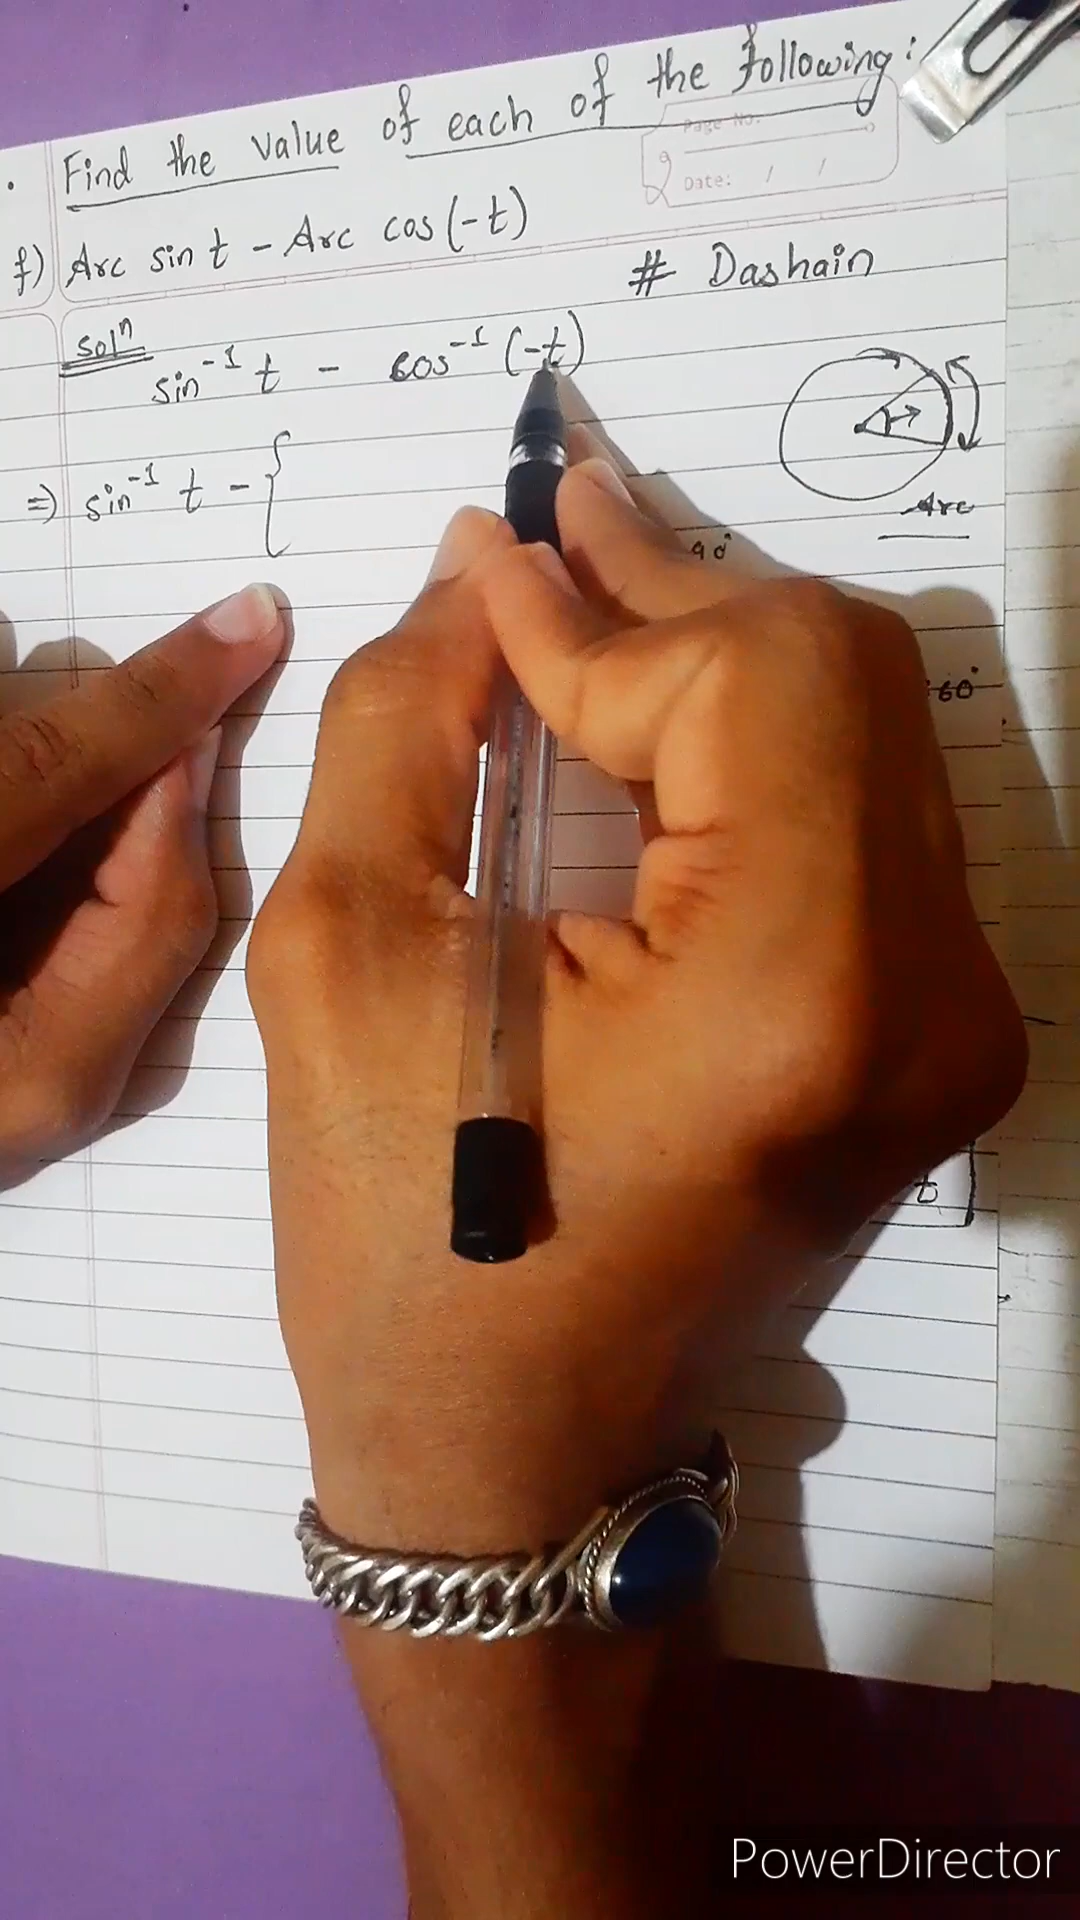 Find the value of each of the following:
Page No.
Date: / /
f) Arc sin t - Arc cos (-t)
# Dashain
Solⁿ
sin⁻¹ t - cos⁻¹ (-t)
⇒) sin⁻¹ t - {
Arc
90°
60°
t
PowerDirector